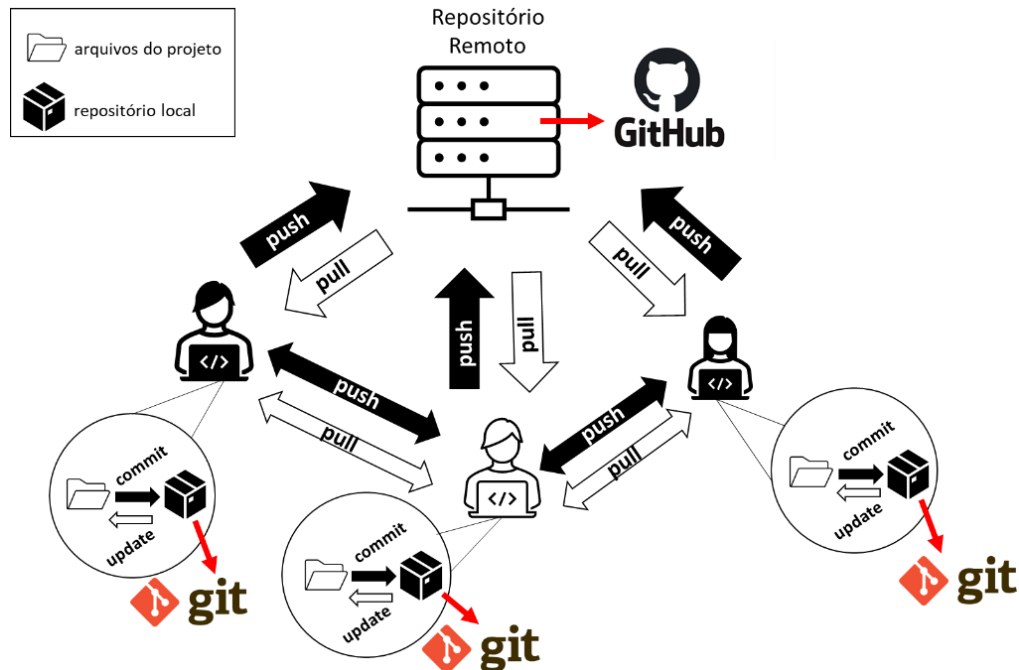 arquivos do projeto
repositório local
Repositório
Remoto
GitHub
push
pull
push
pull
push
pull
</>
</>
</>
push
pull
push
pull
commit
update
git
commit
update
git
commit
update
git